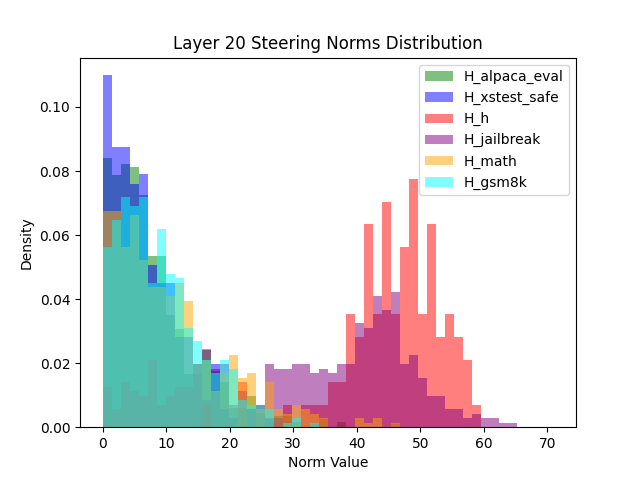 Layer 20 Steering Norms Distribution
H_alpaca_eval
H_xstest_safe
H_h
H_jailbreak
H_math
H_gsm8k
Density
0.10
0.08
0.06
0.04
0.02
0.00
0 10 20 30 40 50 60 70
Norm Value